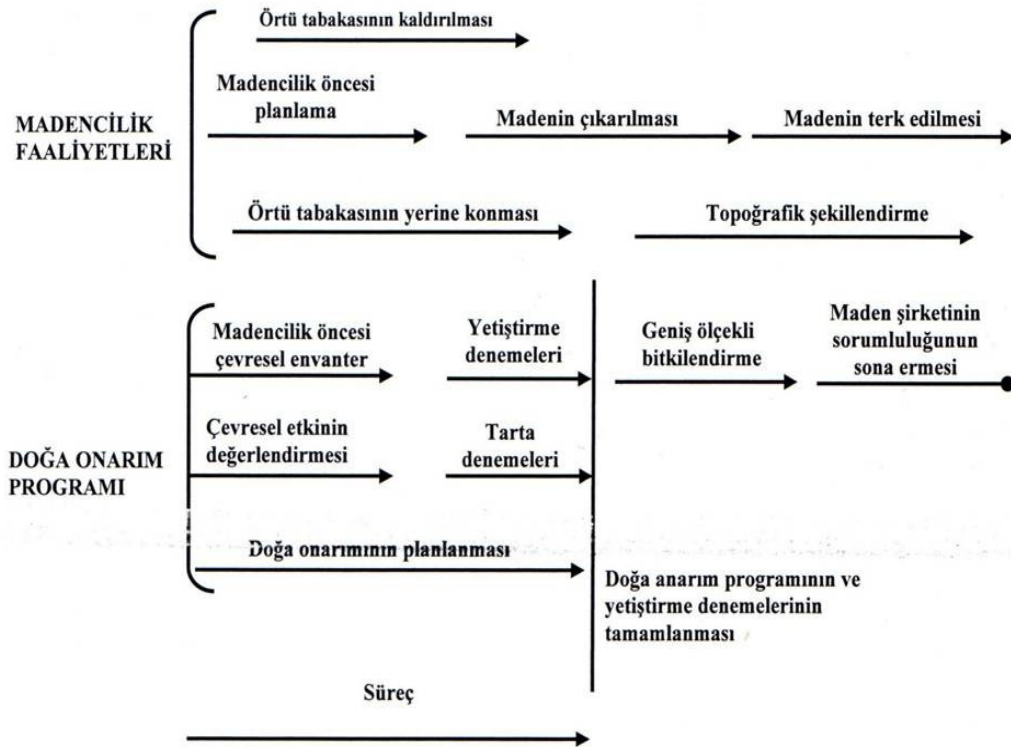 Örtü tabakasının kaldırılması
Madencilik öncesi
planlama
MADENCİLİK
FAALİYETLERİ
Madenin çıkarılması
Madenin terk edilmesi
Örtü tabakasının yerine konması
Topoğrafik şekillendirme
Madencilik öncesi
çevresel envanter
Yetiştirme
denemeleri
Geniş ölçekli
bitkilendirme
Maden şirketinin
sorumluluğunun
sona ermesi
DOĞA ONARIM
PROGRAMI
Çevresel etkinin
değerlendirmesi
Tarta
denemeleri
Doğa onarımının planlanması
Doğa anarım programının ve
yetiştirme denemelerinin
tamamlanması
Süreç